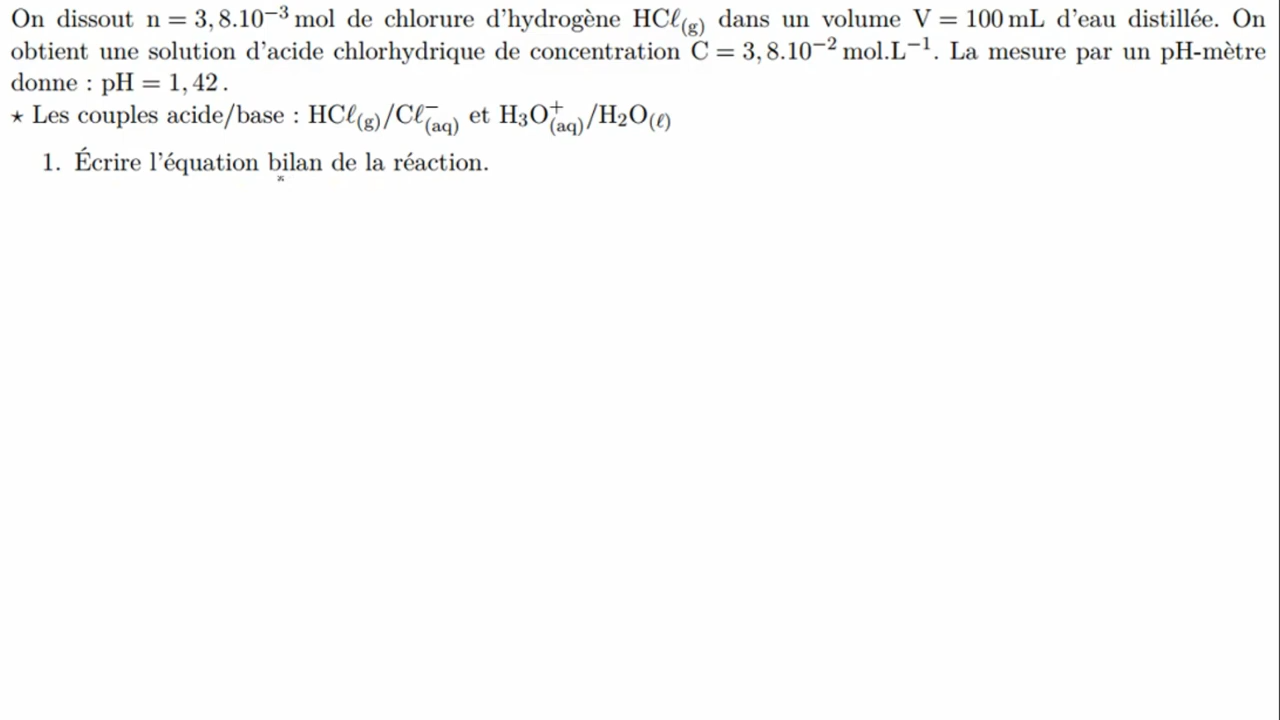 On dissout n = 3,8.10⁻³ mol de chlorure d'hydrogène HCℓ(g) dans un volume V = 100 mL d'eau distillée. On
obtient une solution d'acide chlorhydrique de concentration C = 3,8.10⁻² mol.L⁻¹. La mesure par un pH-mètre
donne : pH = 1,42.
⋆ Les couples acide/base : HCℓ(g)/Cℓ⁻(aq) et H₃O⁺(aq)/H₂O(ℓ)
1. Écrire l'équation bilan de la réaction.